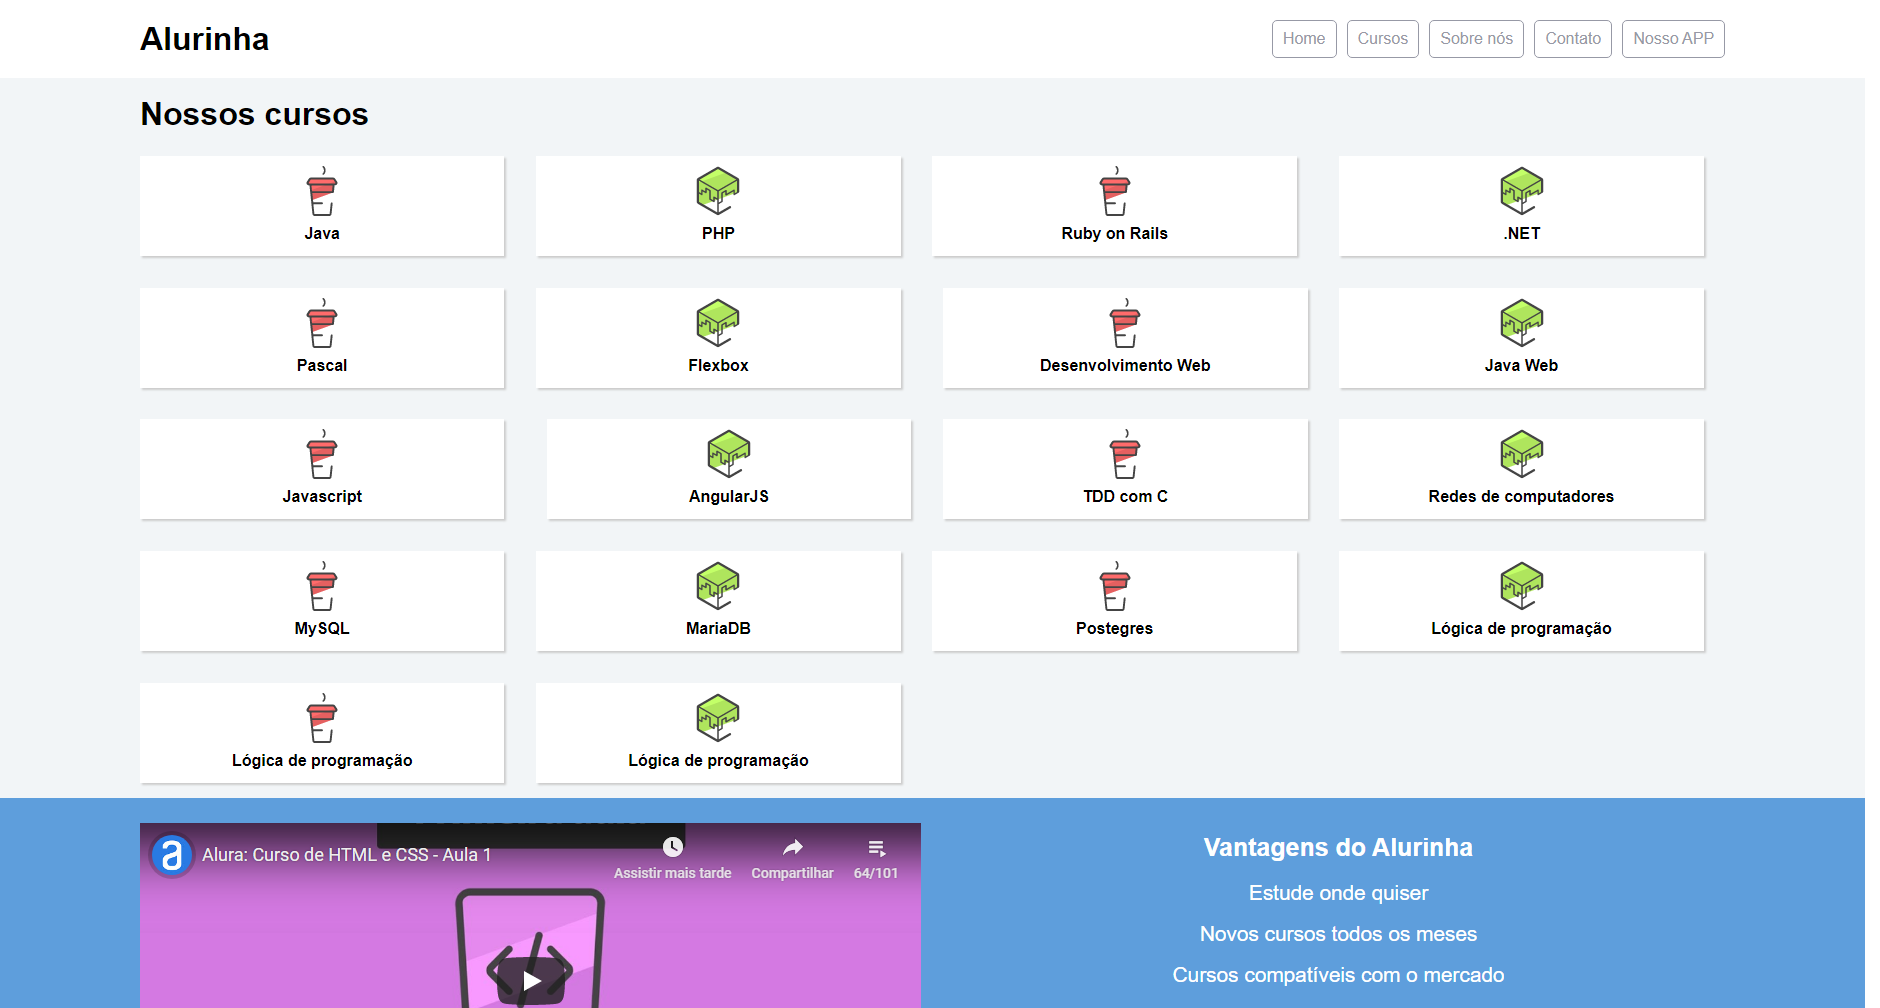 Alurinha
Home
Cursos
Sobre nós
Contato
Nosso APP
Nossos cursos
Java
PHP
Ruby on Rails
.NET
Pascal
Flexbox
Desenvolvimento Web
Java Web
Javascript
AngularJS
TDD com C
Redes de computadores
MySQL
MariaDB
Postegres
Lógica de programação
Lógica de programação
Lógica de programação
a
Alura: Curso de HTML e CSS - Aula 1
Assistir mais tarde
Compartilhar
64/101
Vantagens do Alurinha
Estude onde quiser
Novos cursos todos os meses
Cursos compatíveis com o mercado